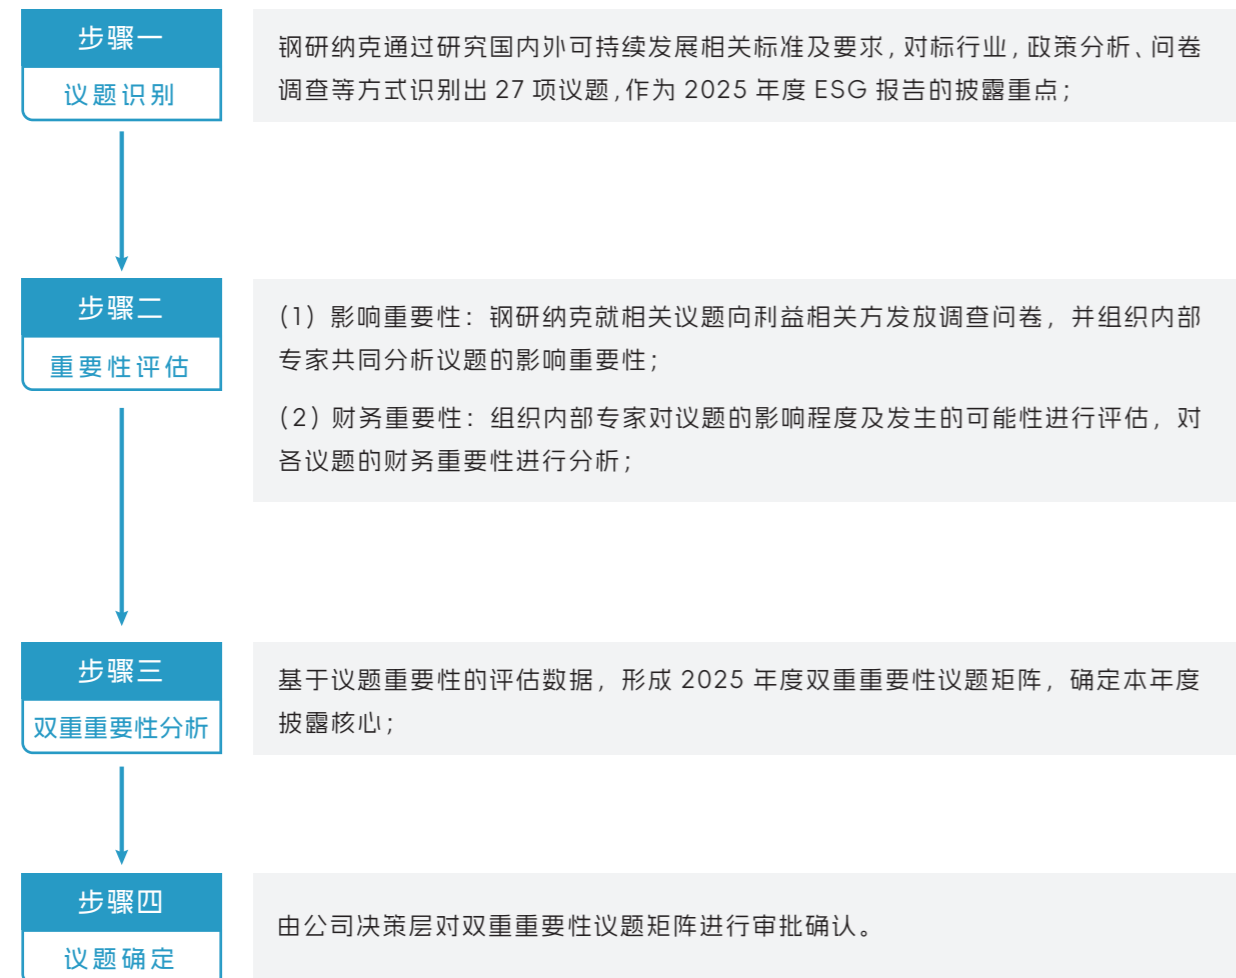 步骤一
议题识别
钢研纳克通过研究国内外可持续发展相关标准及要求，对标行业，政策分析、问卷
调查等方式识别出 27 项议题，作为 2025 年度 ESG 报告的披露重点；
步骤二
重要性评估
（1）影响重要性：钢研纳克就相关议题向利益相关方发放调查问卷，并组织内部
专家共同分析议题的影响重要性；
（2）财务重要性：组织内部专家对议题的影响程度及发生的可能性进行评估，对
各议题的财务重要性进行分析；
步骤三
双重重要性分析
基于议题重要性的评估数据，形成 2025 年度双重重要性议题矩阵，确定本年度
披露核心；
步骤四
议题确定
由公司决策层对双重重要性议题矩阵进行审批确认。